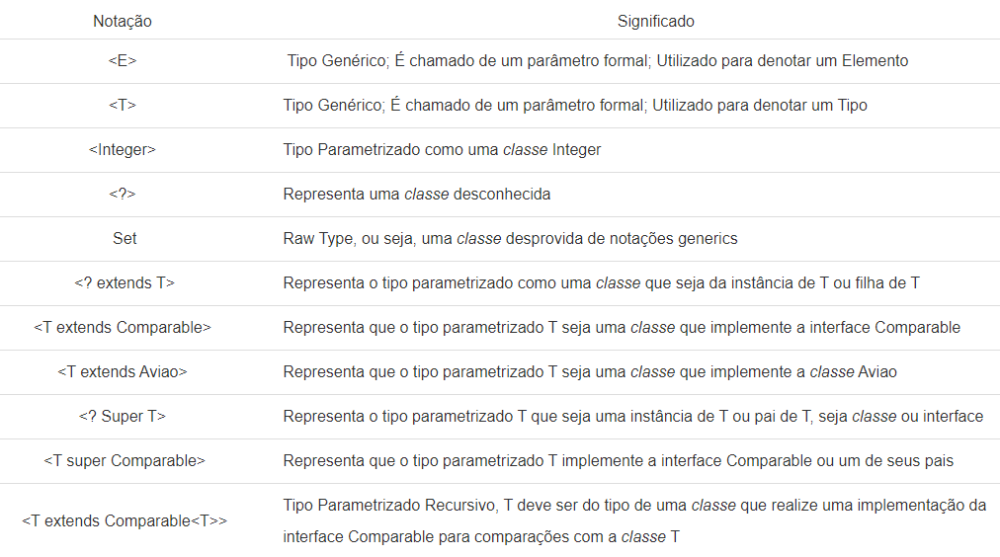 Notação Significado
<E> Tipo Genérico; É chamado de um parâmetro formal; Utilizado para denotar um Elemento
<T> Tipo Genérico; É chamado de um parâmetro formal; Utilizado para denotar um Tipo
<Integer> Tipo Parametrizado como uma classe Integer
<?> Representa uma classe desconhecida
Set Raw Type, ou seja, uma classe desprovida de notações generics
<? extends T> Representa o tipo parametrizado como uma classe que seja da instância de T ou filha de T
<T extends Comparable> Representa que o tipo parametrizado T seja uma classe que implemente a interface Comparable
<T extends Aviao> Representa que o tipo parametrizado T seja uma classe que implemente a classe Aviao
<? Super T> Representa o tipo parametrizado T que seja uma instância de T ou pai de T, seja classe ou interface
<T super Comparable> Representa que o tipo parametrizado T implemente a interface Comparable ou um de seus pais
<T extends Comparable<T>> Tipo Parametrizado Recursivo, T deve ser do tipo de uma classe que realize uma implementação da
interface Comparable para comparações com a classe T